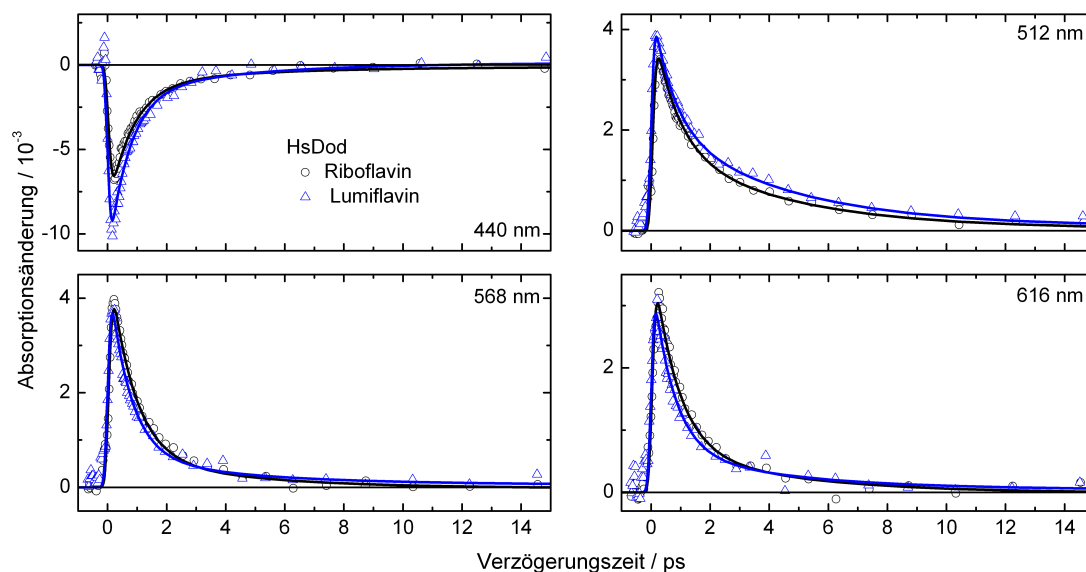 0
-5
-10
HsDod
Riboflavin
Lumiflavin
440 nm
4
2
0
512 nm
Absorptionsänderung / 10-3
4
2
0
568 nm
0 2 4 6 8 10 12 14
2
0
616 nm
0 2 4 6 8 10 12 14
Verzögerungszeit / ps